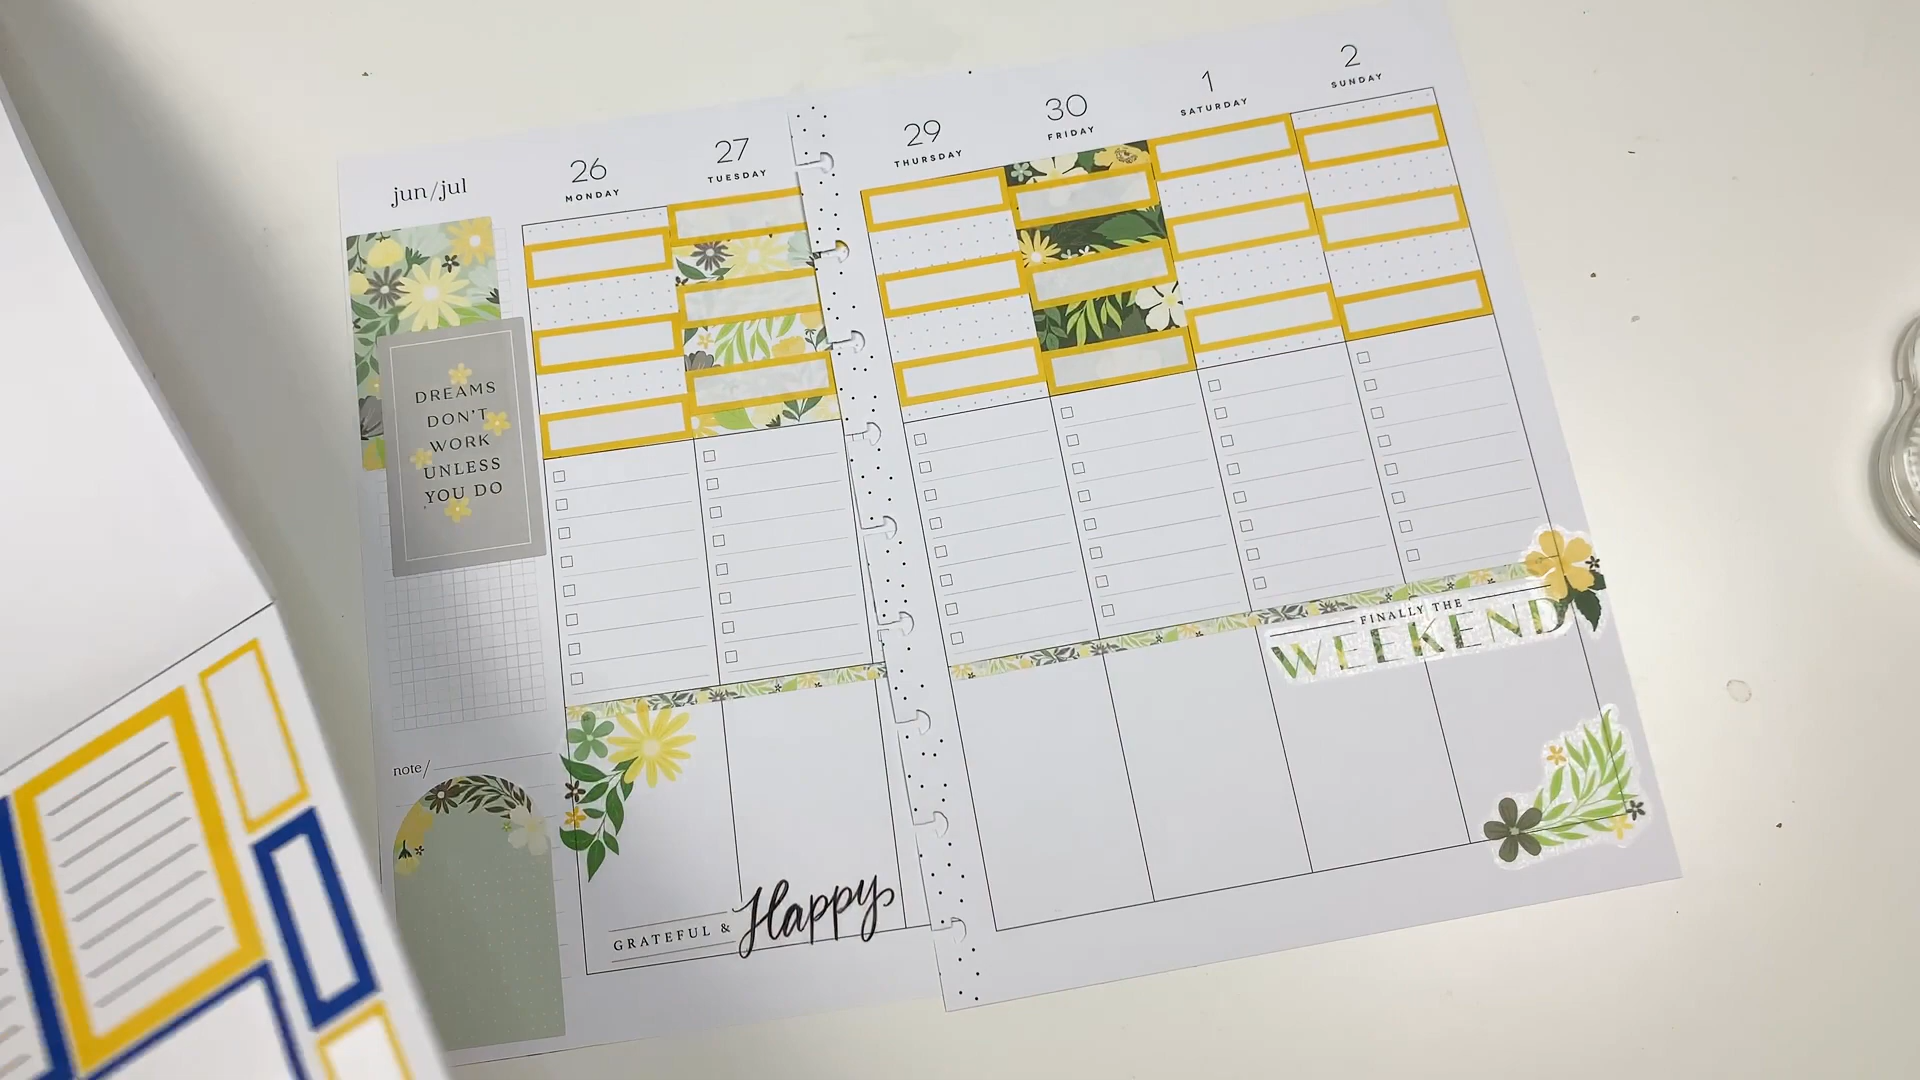 jun/jul
26
MONDAY
27
TUESDAY
29
THURSDAY
30
FRIDAY
1
SATURDAY
2
SUNDAY
DREAMS
DON'T
WORK
UNLESS
YOU DO
note/
FINALLY THE
WEEKEND
GRATEFUL & Happy